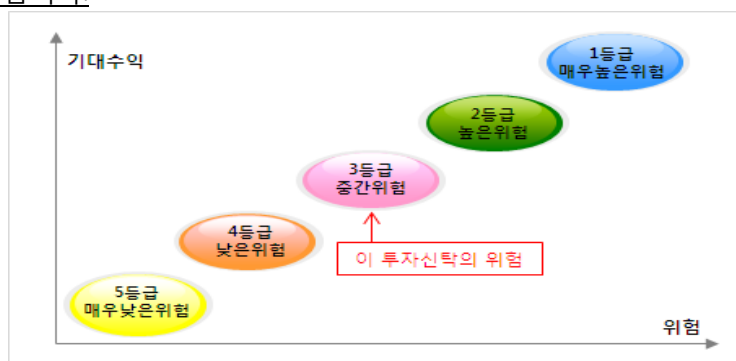 기대수익
1등급
매우높은위험
2등급
높은위험
3등급
중간위험
4등급
낮은위험
이 투자신탁의 위험
5등급
매우낮은위험
위험